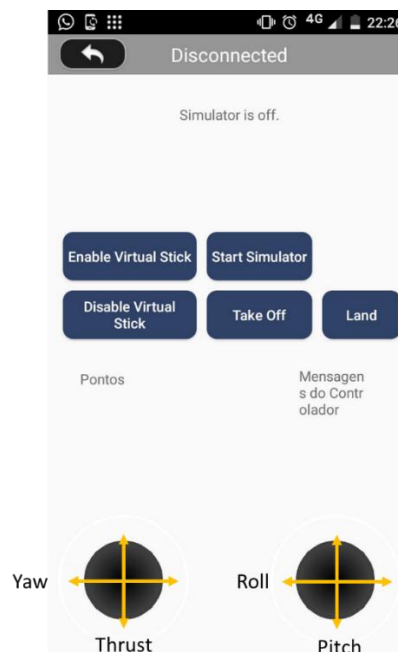 4G 22:26
Disconnected
Simulator is off.
Enable Virtual Stick
Start Simulator
Disable Virtual
Stick
Take Off
Land
Pontos
Mensagen
s do Contr
olador
Yaw
Roll
Thrust
Pitch